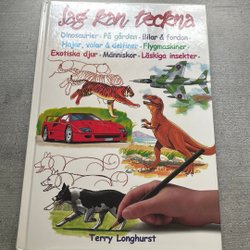 Jag kan teckna
Dinosaurier • På gården • Bilar & fordon •
Hajar, valar & delfiner • Flygmaskiner •
Exotiska djur • Människor • Läskiga insekter •
Terry Longhurst